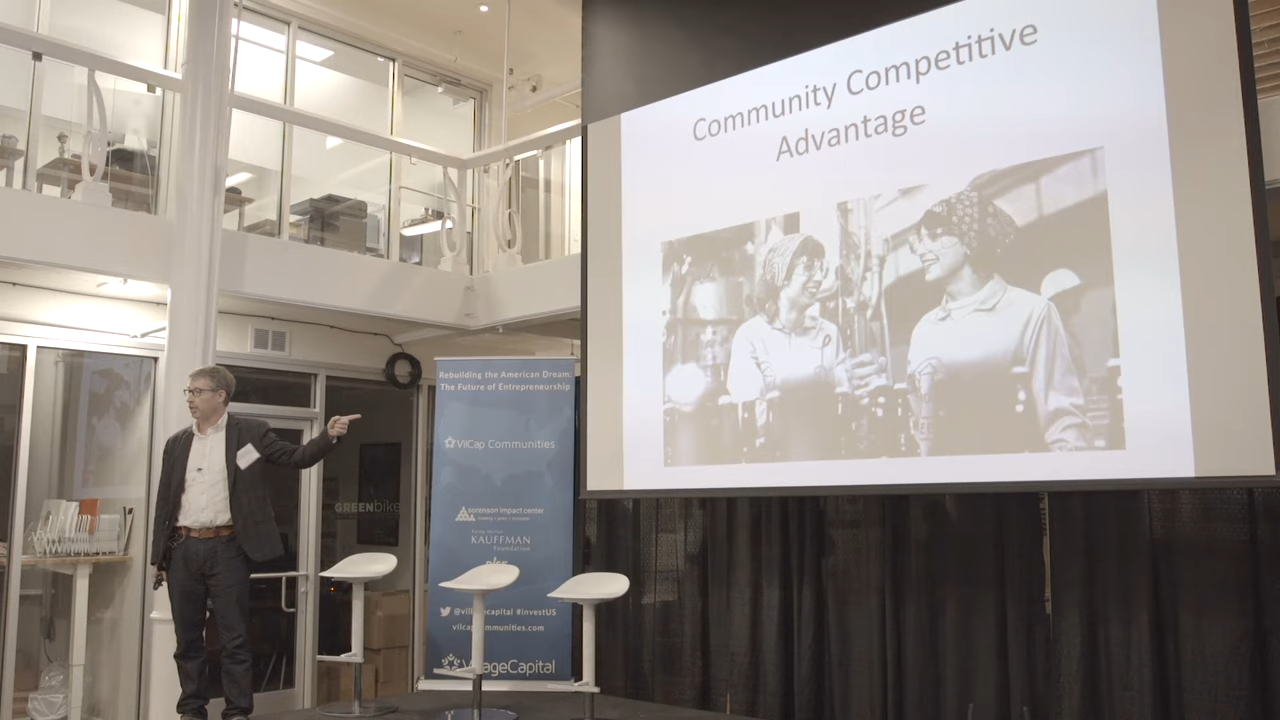 Community Competitive
Advantage
Rebuilding the American Dream:
The Future of Entrepreneurship
VilCap Communities
sorenson impact center
KAUFFMAN
Foundation
@villagecapital #investUS
vilcapcommunities.com
VillageCapital
GREENbike